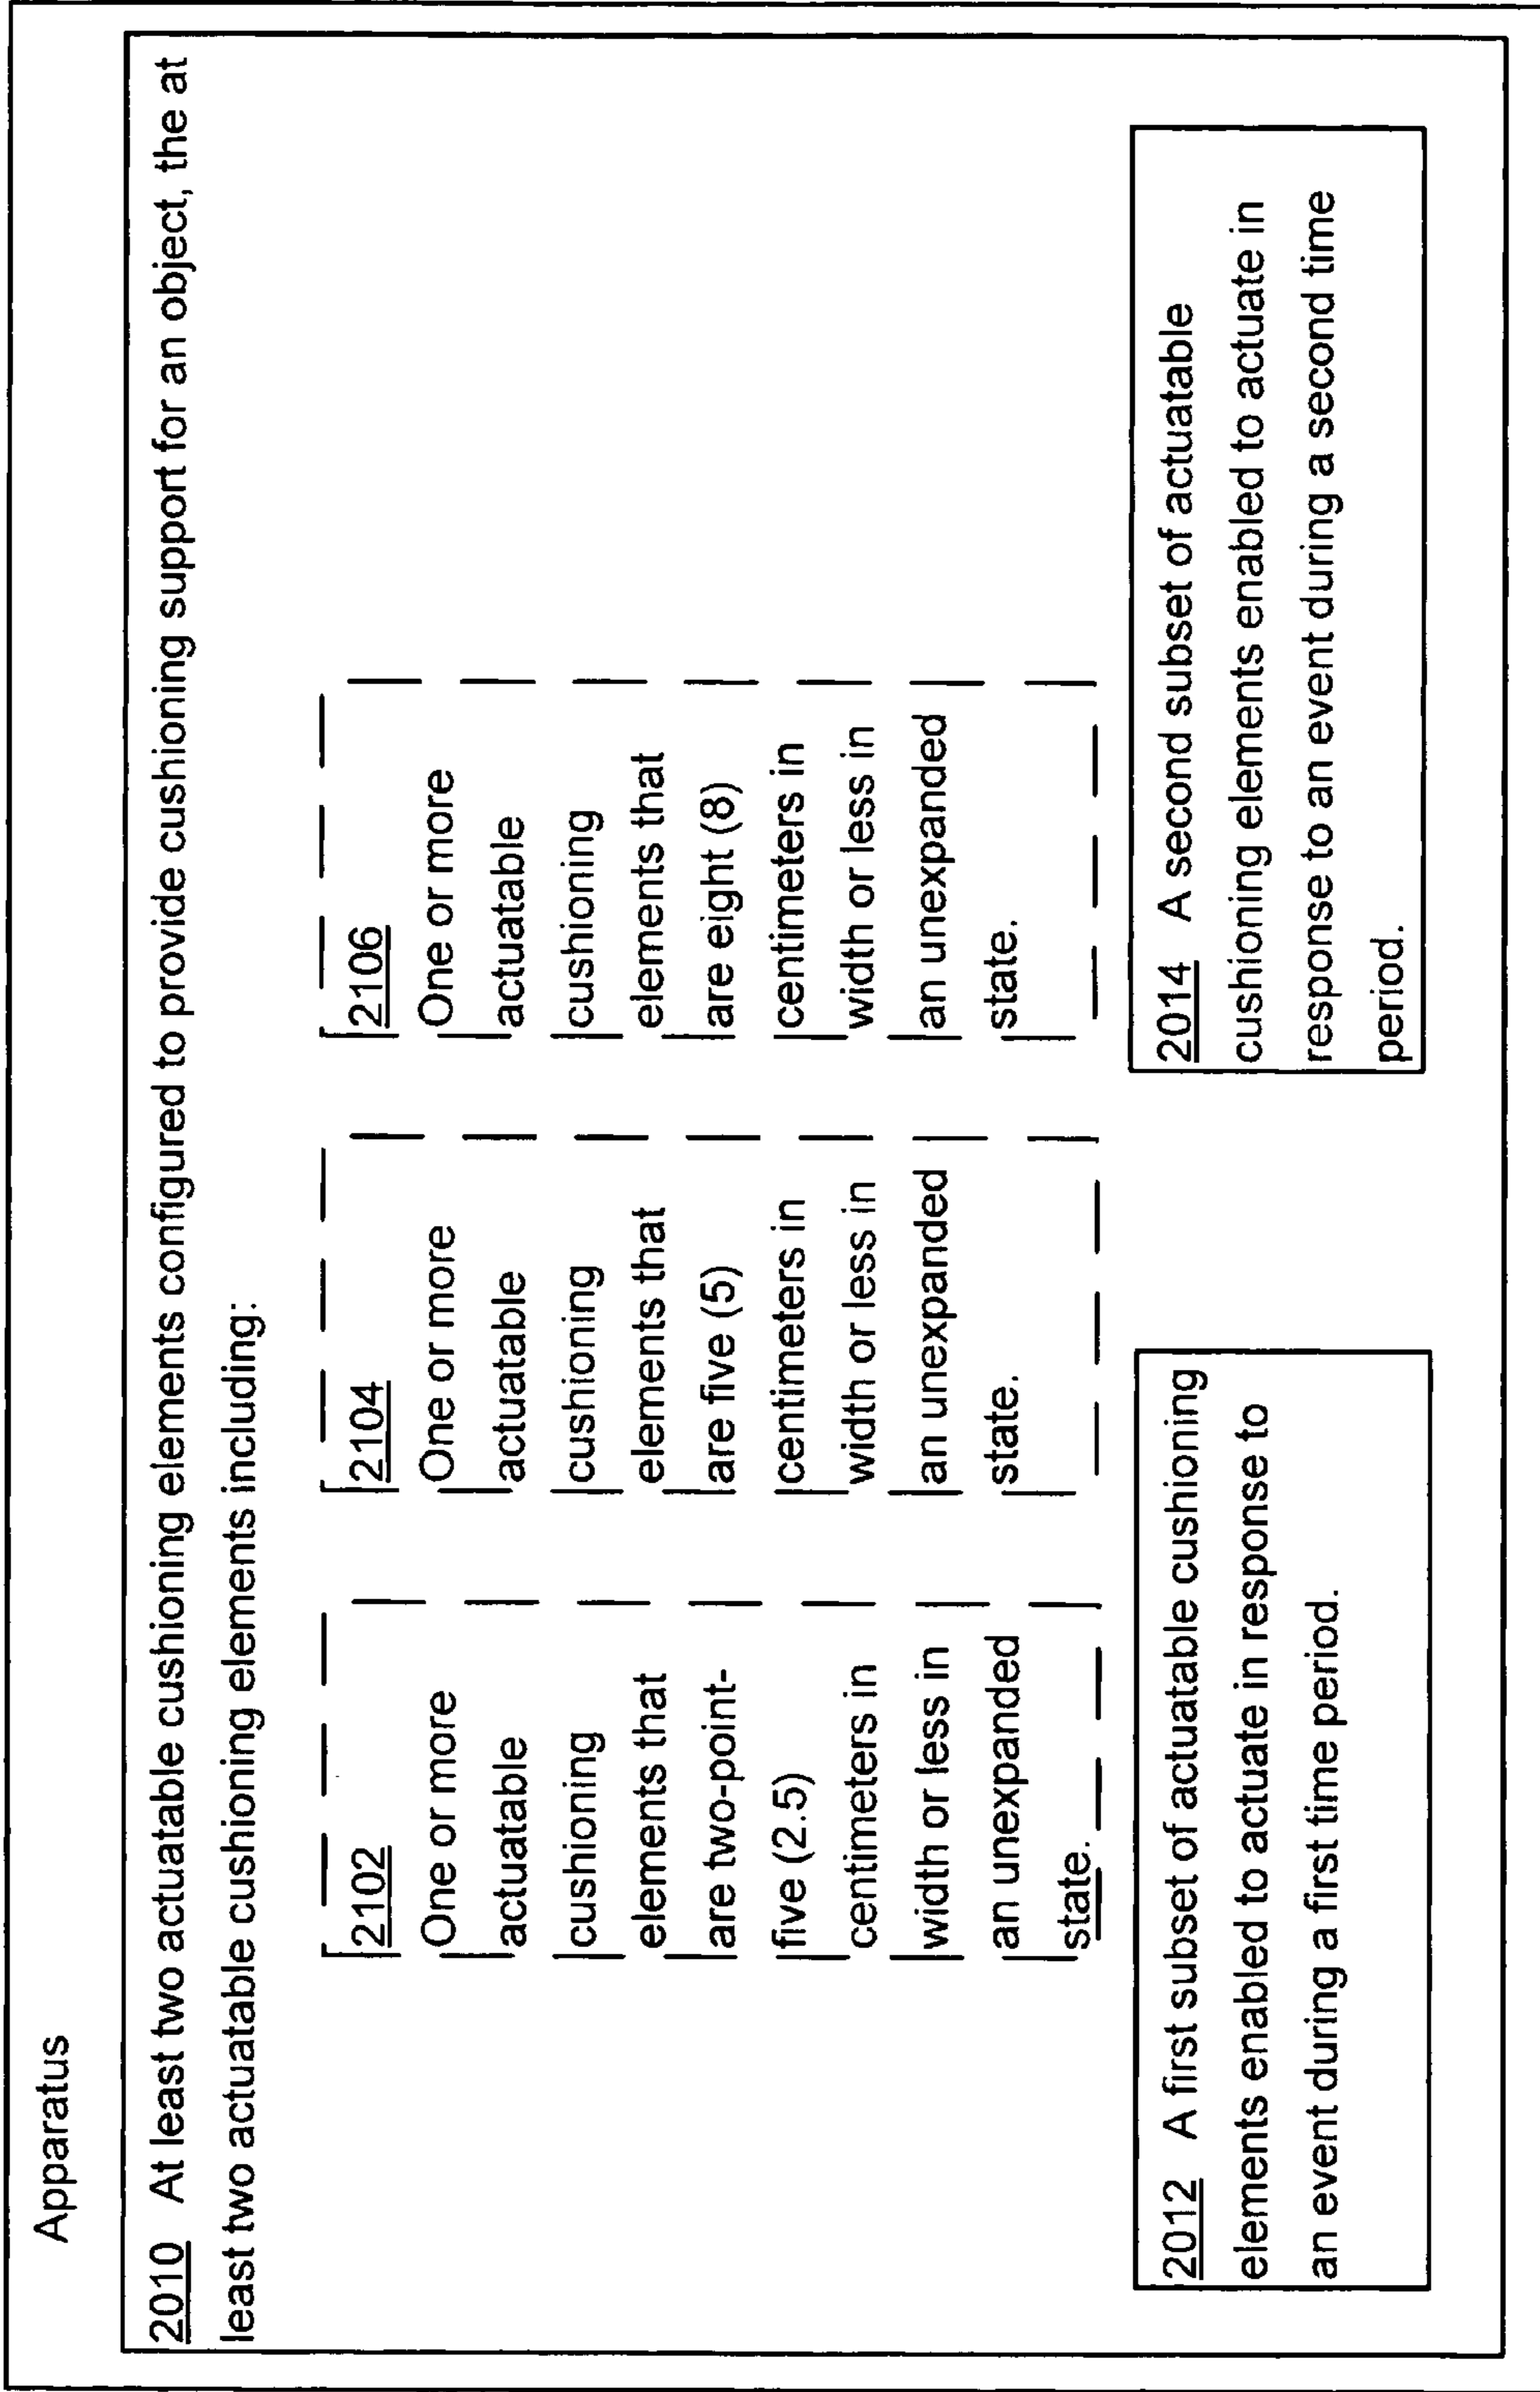 Apparatus
2010 At least two actuatable cushioning elements configured to provide cushioning support for an object, the at
least two actuatable cushioning elements including:
2102
One or more
actuatable
cushioning
elements that
are two-point-
five (2.5)
centimeters in
width or less in
an unexpanded
state.
2104
One or more
actuatable
cushioning
elements that
are five (5)
centimeters in
width or less in
an unexpanded
state.
2106
One or more
actuatable
cushioning
elements that
are eight (8)
centimeters in
width or less in
an unexpanded
state.
2012 A first subset of actuatable cushioning
elements enabled to actuate in response to
an event during a first time period.
2014 A second subset of actuatable
cushioning elements enabled to actuate in
response to an event during a second time
period.